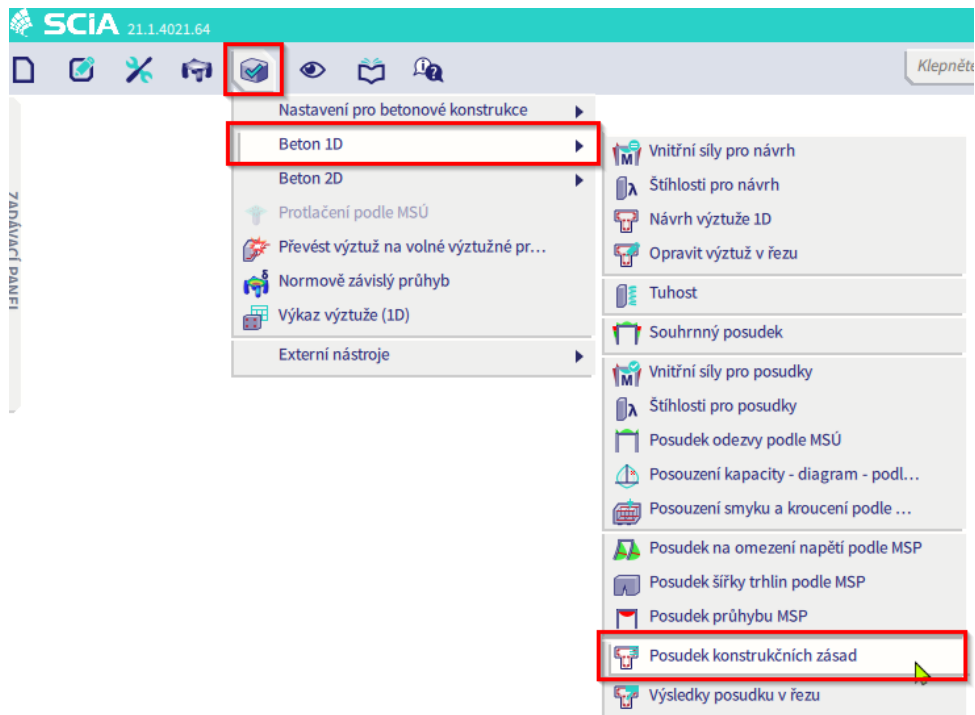 SCiA 21.1.4021.64
Klepněte
ZADÁVACÍ PANEL
Nastavení pro betonové konstrukce
Beton 1D
Beton 2D
Protlačení podle MSÚ
Převést výztuž na volné výztužné pr...
Normově závislý průhyb
Výkaz výztuže (1D)
Externí nástroje
Vnitřní síly pro návrh
Štíhlosti pro návrh
Návrh výztuže 1D
Opravit výztuž v řezu
Tuhost
Souhrnný posudek
Vnitřní síly pro posudky
Štíhlosti pro posudky
Posudek odezvy podle MSÚ
Posouzení kapacity - diagram - podl...
Posouzení smyku a kroucení podle ...
Posudek na omezení napětí podle MSP
Posudek šířky trhlin podle MSP
Posudek průhybu MSP
Posudek konstrukčních zásad
Výsledky posudku v řezu